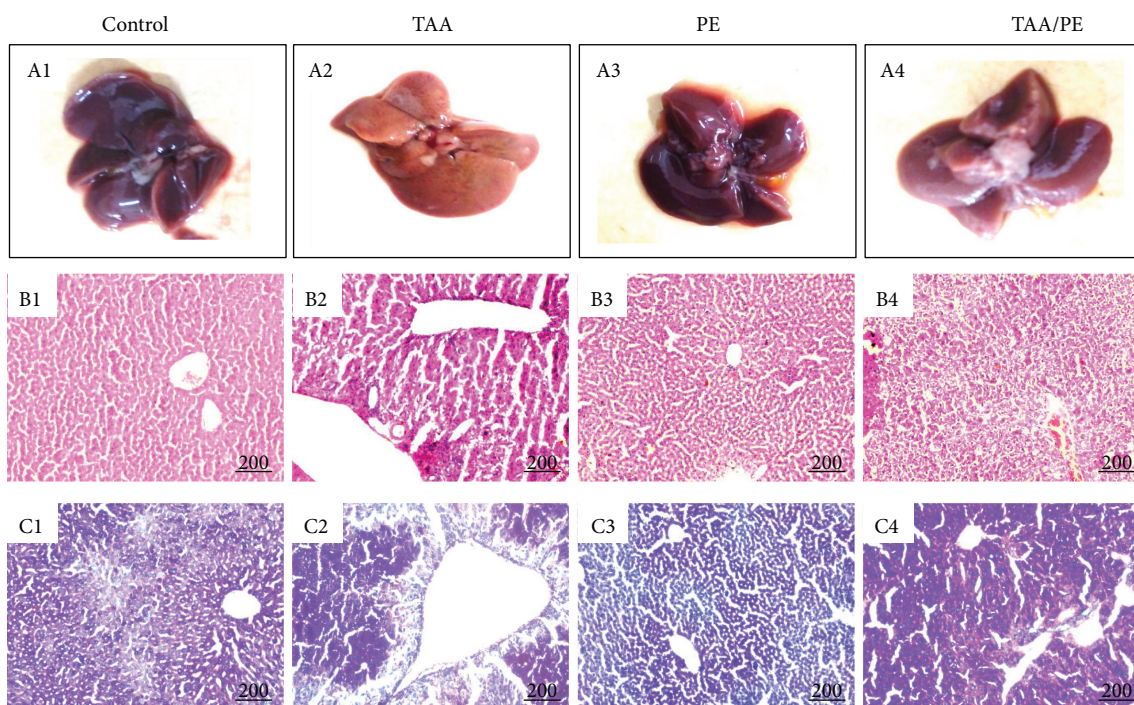 Control TAA PE TAA/PE
A1 A2 A3 A4
B1 B2 B3 B4
200 200 200 200
C1 C2 C3 C4
200 200 200 200